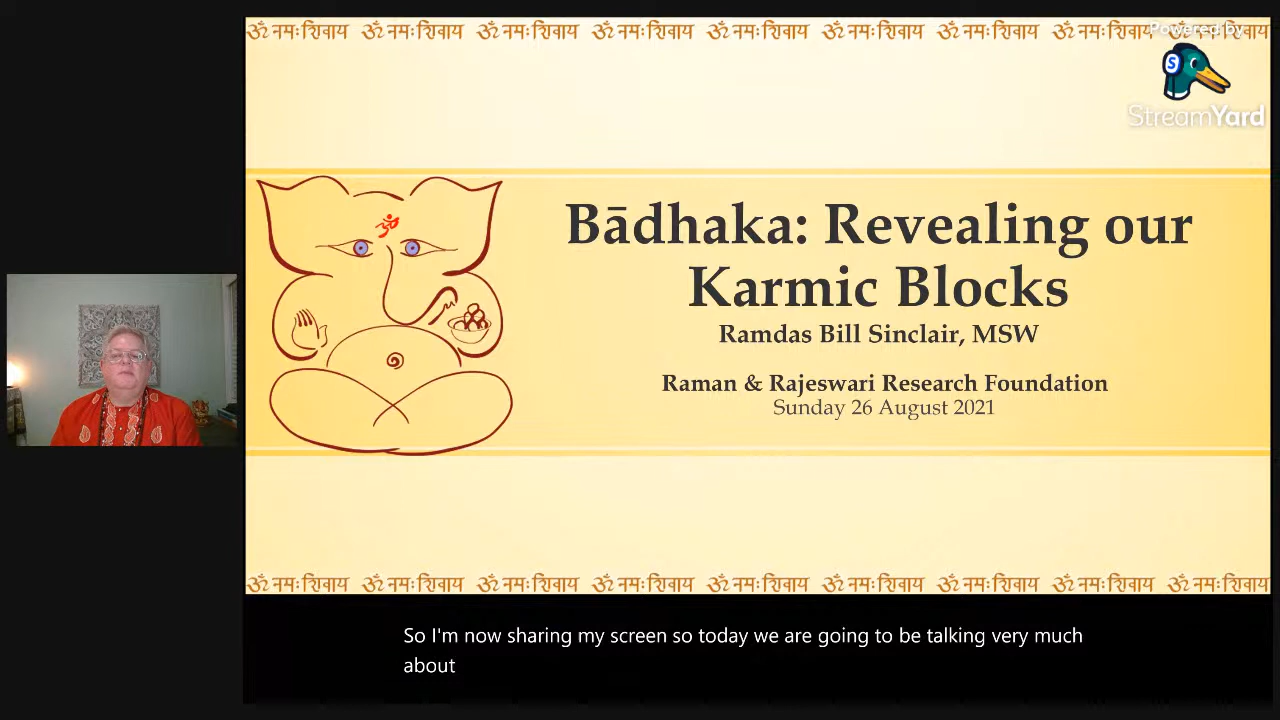 ॐ नमः शिवाय ॐ नमः शिवाय ॐ नमः शिवाय ॐ नमः शिवाय ॐ नमः शिवाय ॐ नमः शिवाय ॐ नमः शिवाय ॐ नमः शिवाय ॐ नमः शिवाय
Powered by
StreamYard
S
ॐ
Bādhaka: Revealing our
Karmic Blocks
Ramdas Bill Sinclair, MSW
Raman & Rajeswari Research Foundation
Sunday 26 August 2021
ॐ नमः शिवाय ॐ नमः शिवाय ॐ नमः शिवाय ॐ नमः शिवाय ॐ नमः शिवाय ॐ नमः शिवाय ॐ नमः शिवाय ॐ नमः शिवाय ॐ नमः शिवाय
So I'm now sharing my screen so today we are going to be talking very much
about